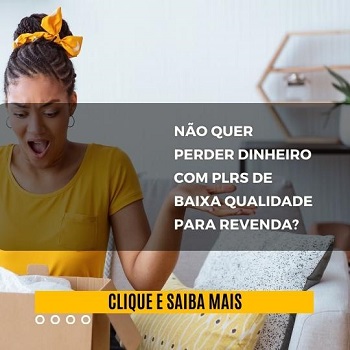 NÃO QUER
PERDER DINHEIRO
COM PLRS DE
BAIXA QUALIDADE
PARA REVENDA?
CLIQUE E SAIBA MAIS